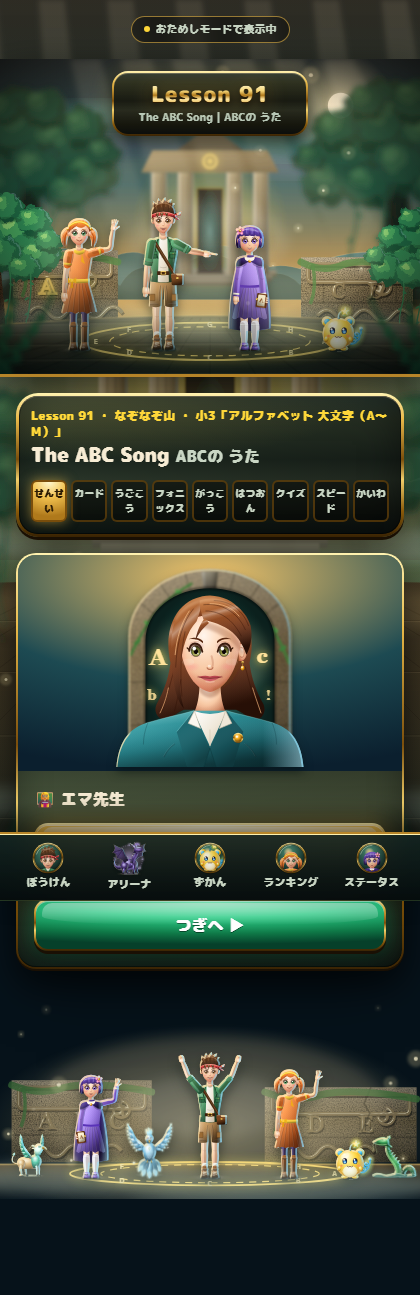 おためしモードで表示中
Lesson 91
The ABC Song | ABCの うた
A
C
Lesson 91 ・ なぞなぞ山 ・ 小3「アルファベット 大文字（A〜
M）」
The ABC Song ABCの うた
せんせ
い
カード
うごこ
う
フォニ
ックス
がっこ
う
はつお
ん
クイズ
スピー
ド
かいわ
A c
b !
エマ先生
ぼうけん アリーナ ずかん ランキング ステータス
つぎへ ▶
A
D E